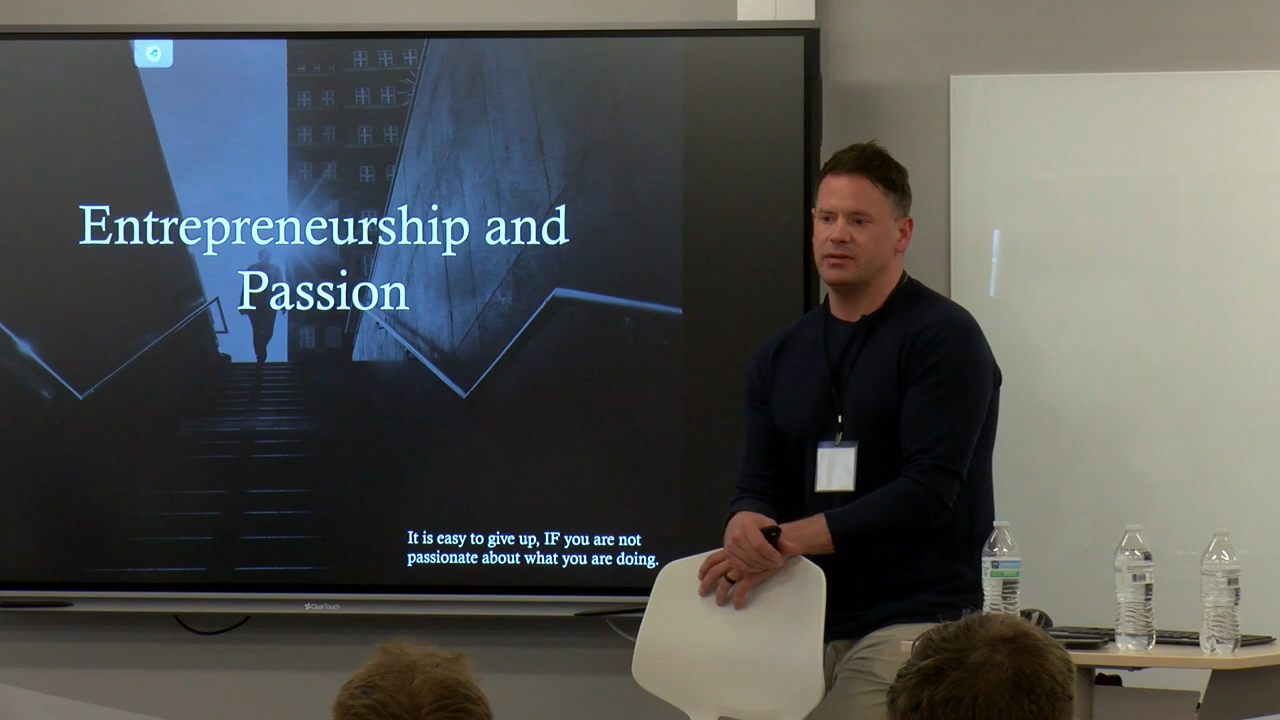 Entrepreneurship and
Passion
It is easy to give up, IF you are not
passionate about what you are doing.
ClearTouch